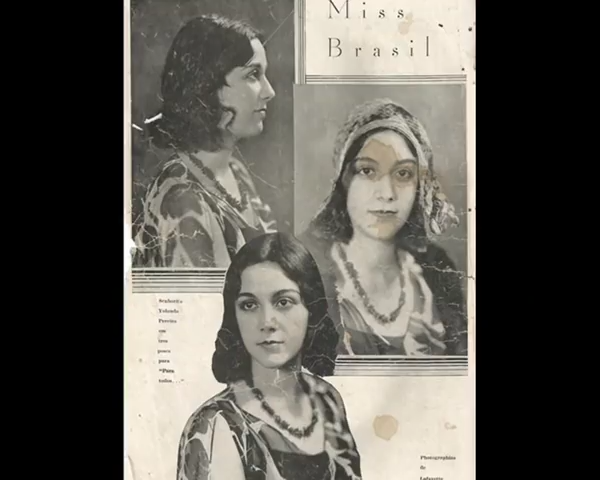 Miss
Brasil
Senhorita
Yolanda
Pereira
em
tres
poses
para
"Para
todos..."
Photographias
de
Lafayette